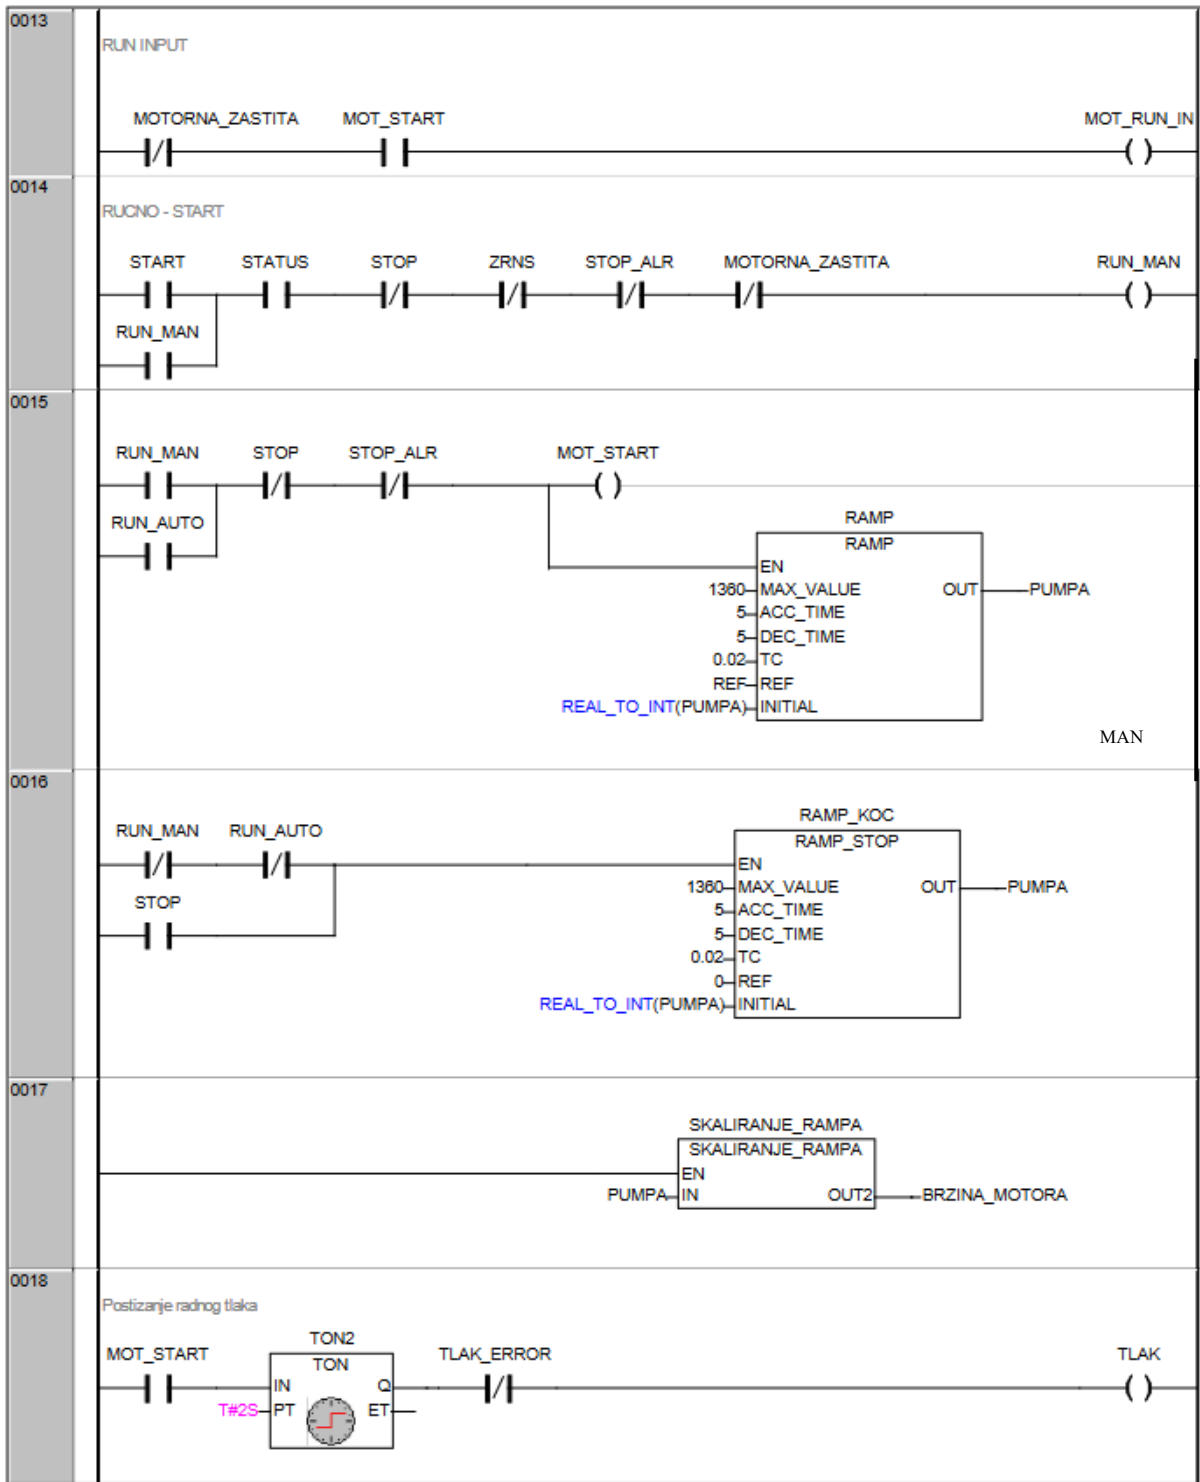 0013
RUN INPUT
MOTORNA_ZASTITA MOT_START MOT_RUN_IN
0014
RUCNO - START
START STATUS STOP ZRNS STOP_ALR MOTORNA_ZASTITA RUN_MAN
RUN_MAN
0015
RUN_MAN STOP STOP_ALR MOT_START
RUN_AUTO
RAMP
RAMP
EN
1360 MAX_VALUE OUT PUMPA
5 ACC_TIME
5 DEC_TIME
0.02 TC
REF REF
REAL_TO_INT(PUMPA) INITIAL
MAN
0016
RUN_MAN RUN_AUTO
STOP
RAMP_KOC
RAMP_STOP
EN
1360 MAX_VALUE OUT PUMPA
5 ACC_TIME
5 DEC_TIME
0.02 TC
0 REF
REAL_TO_INT(PUMPA) INITIAL
0017
SKALIRANJE_RAMPA
SKALIRANJE_RAMPA
EN
PUMPA IN OUT2 BRZINA_MOTORA
0018
Postizanje radnog tlaka
MOT_START TON2 TLAK_ERROR TLAK
TON
IN Q
T#2S PT ET